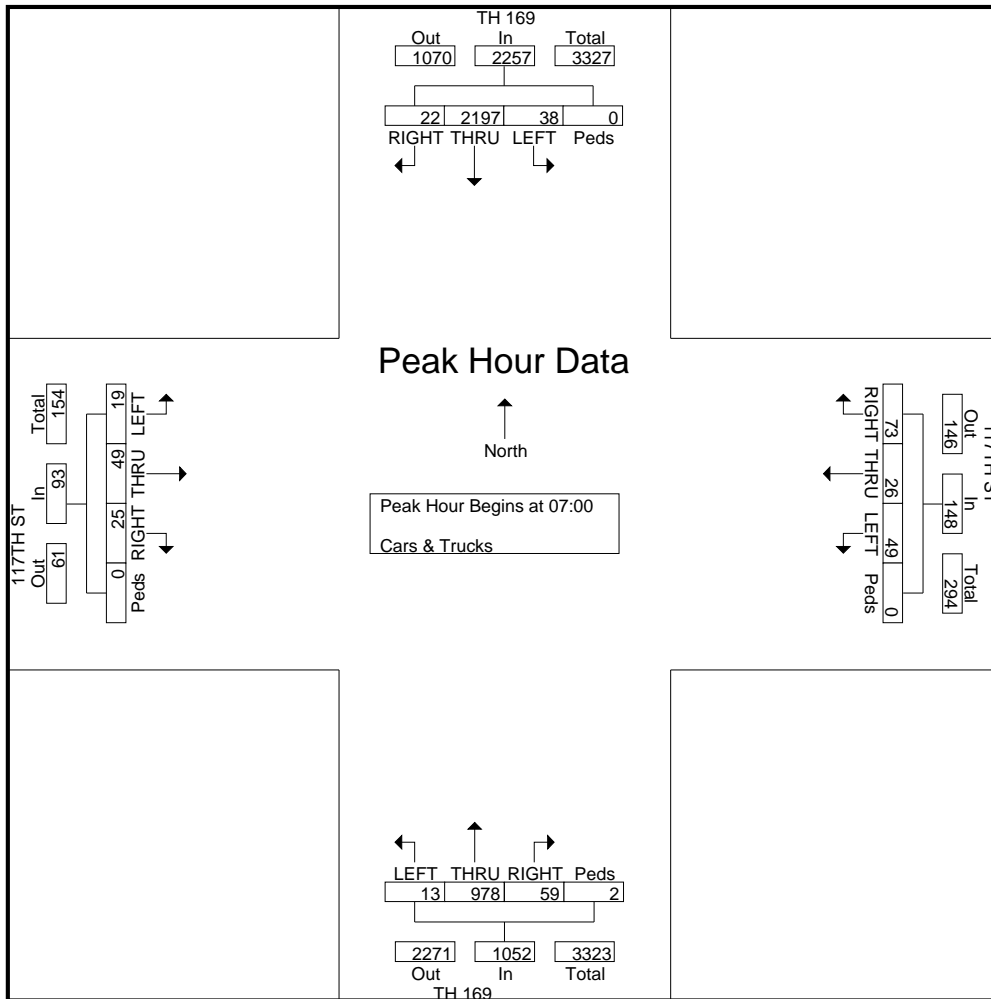 TH 169
Out In Total
1070 2257 3327
22 2197 38 0
RIGHT THRU LEFT Peds
Peak Hour Data
North
Peak Hour Begins at 07:00
Cars & Trucks
117TH ST
Total In Out
154 93 61
19 49 25 0
LEFT THRU RIGHT Peds
RIGHT THRU LEFT Peds
73 26 49 0
146 148 294
Out In Total
117TH ST
LEFT THRU RIGHT Peds
13 978 59 2
2271 1052 3323
Out In Total
TH 169